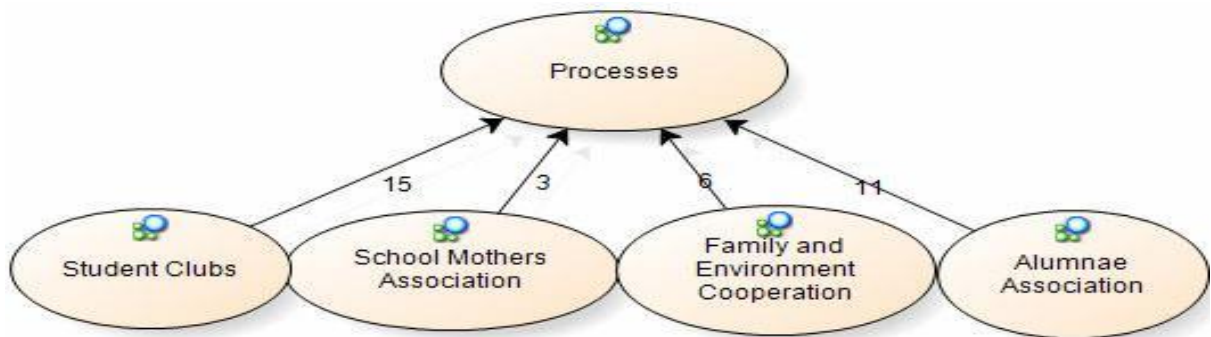 Processes
15
3
6
11
Student Clubs
School Mothers
Association
Family and
Environment
Cooperation
Alumnae
Association